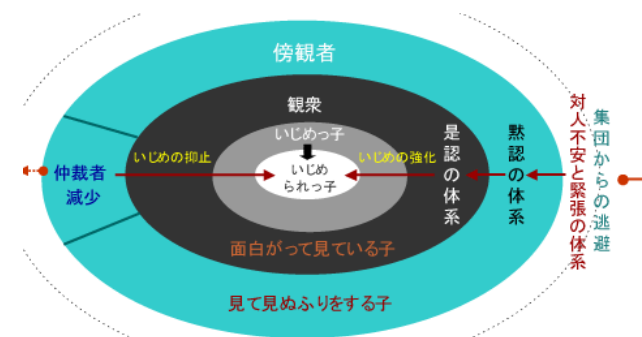 傍観者
観衆
いじめっ子
いじめ
られっ子
いじめの抑止
いじめの強化
仲裁者
減少
是認の体系
黙認の体系
対人不安と緊張の体系
集団からの逃避
面白がって見ている子
見て見ぬふりをする子